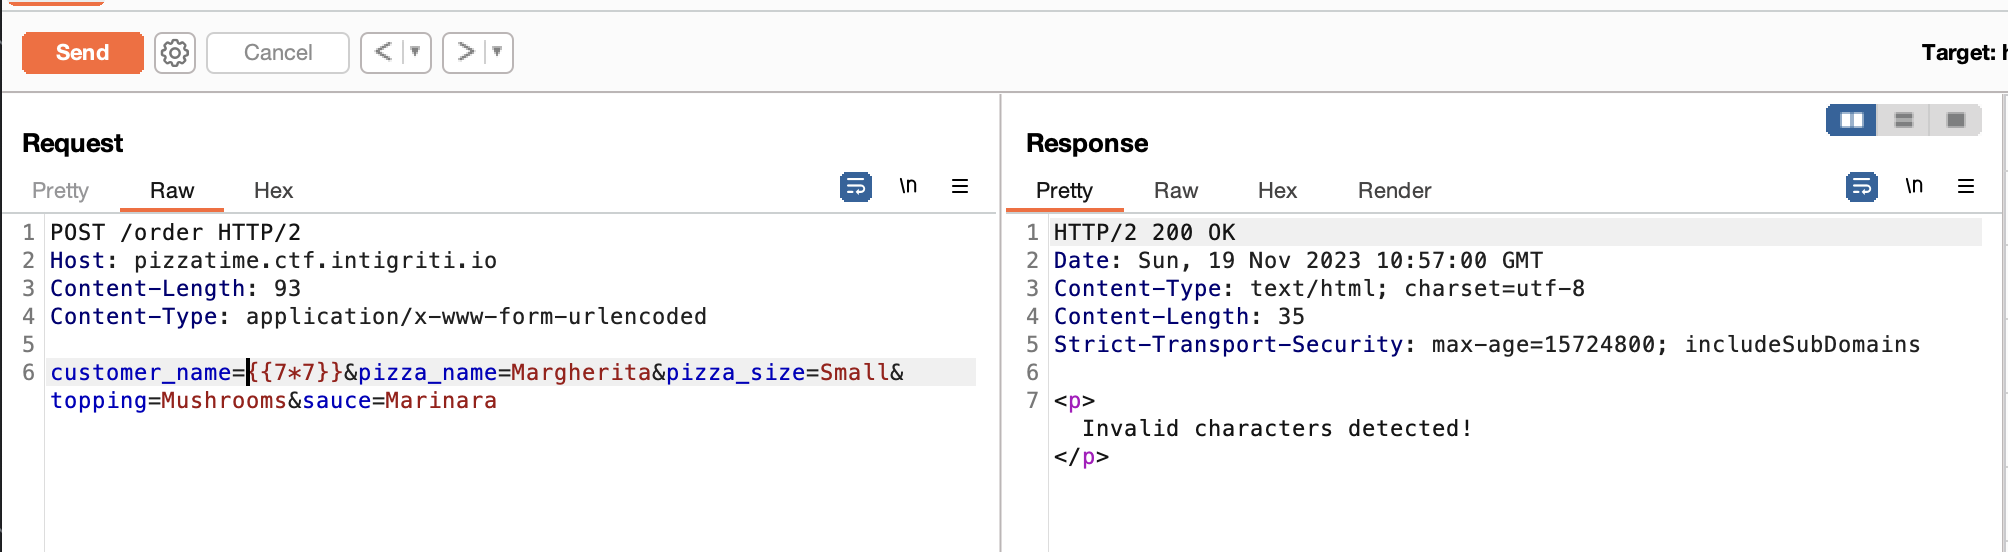 Send
Cancel
<
>
Target: h
Request
Pretty Raw Hex
\n
1 POST /order HTTP/2
2 Host: pizzatime.ctf.intigriti.io
3 Content-Length: 93
4 Content-Type: application/x-www-form-urlencoded
5
6 customer_name={{7*7}}&pizza_name=Margherita&pizza_size=Small&
topping=Mushrooms&sauce=Marinara
Response
Pretty Raw Hex Render
\n
1 HTTP/2 200 OK
2 Date: Sun, 19 Nov 2023 10:57:00 GMT
3 Content-Type: text/html; charset=utf-8
4 Content-Length: 35
5 Strict-Transport-Security: max-age=15724800; includeSubDomains
6
7 <p>
Invalid characters detected!
</p>